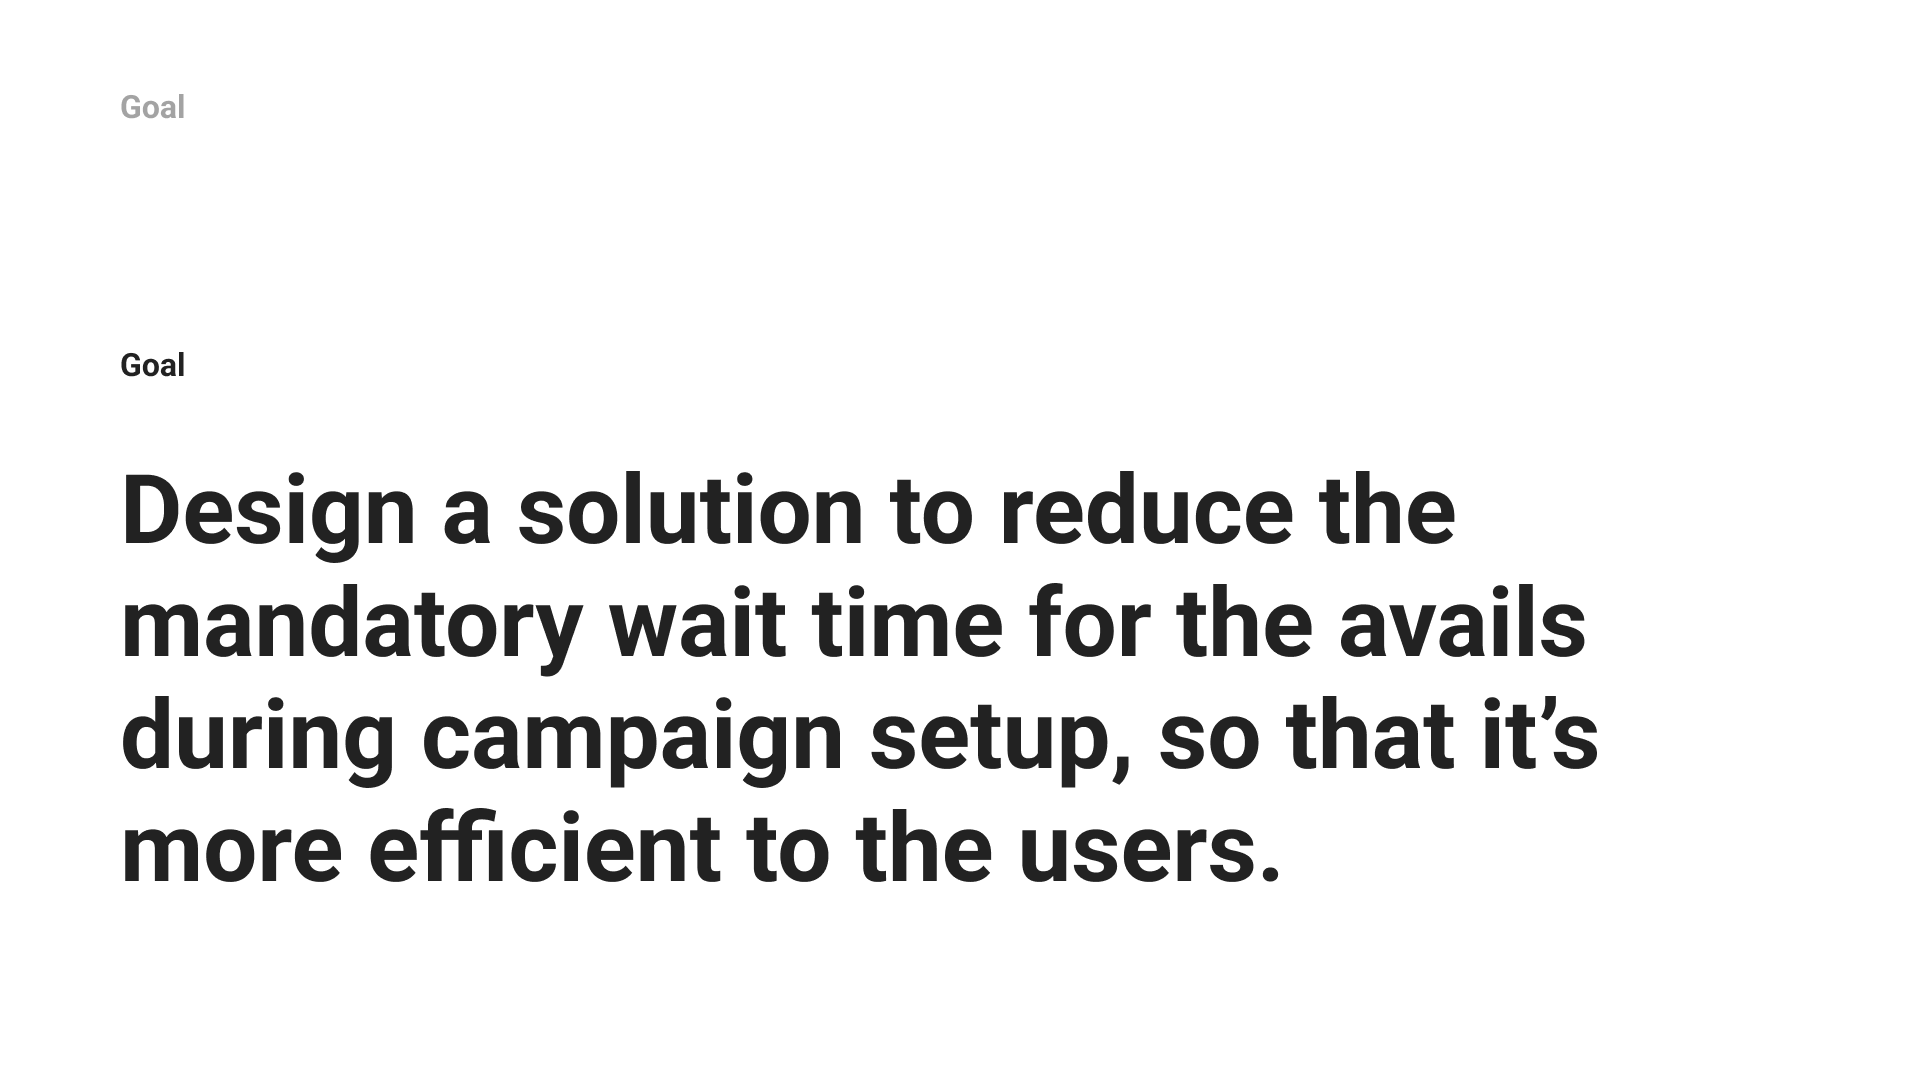 Goal
Goal
Design a solution to reduce the
mandatory wait time for the avails
during campaign setup, so that it’s
more efficient to the users.